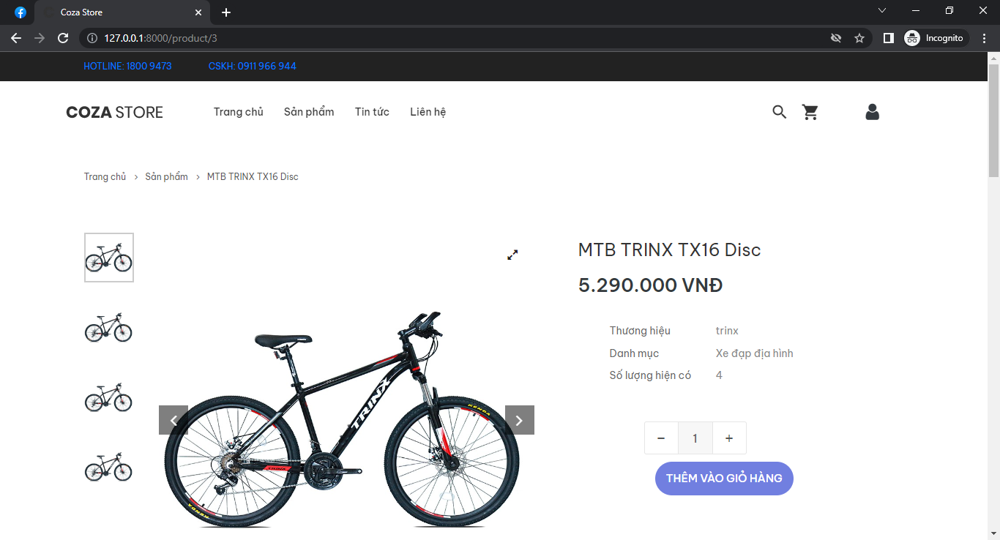 Coza Store
127.0.0.1:8000/product/3
Incognito
HOTLINE: 1800 9473 CSKH: 0911 966 944
COZA STORE Trang chủ Sản phẩm Tin tức Liên hệ
Trang chủ > Sản phẩm > MTB TRINX TX16 Disc
MTB TRINX TX16 Disc
5.290.000 VNĐ
Thương hiệu trinx
Danh mục Xe đạp địa hình
Số lượng hiện có 4
− 1 +
THÊM VÀO GIỎ HÀNG
TRINX
TRINX
KENDA
KENDA